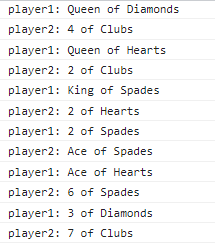 player1: Queen of Diamonds
player2: 4 of Clubs
player1: Queen of Hearts
player2: 2 of Clubs
player1: King of Spades
player2: 2 of Hearts
player1: 2 of Spades
player2: Ace of Spades
player1: Ace of Hearts
player2: 6 of Spades
player1: 3 of Diamonds
player2: 7 of Clubs